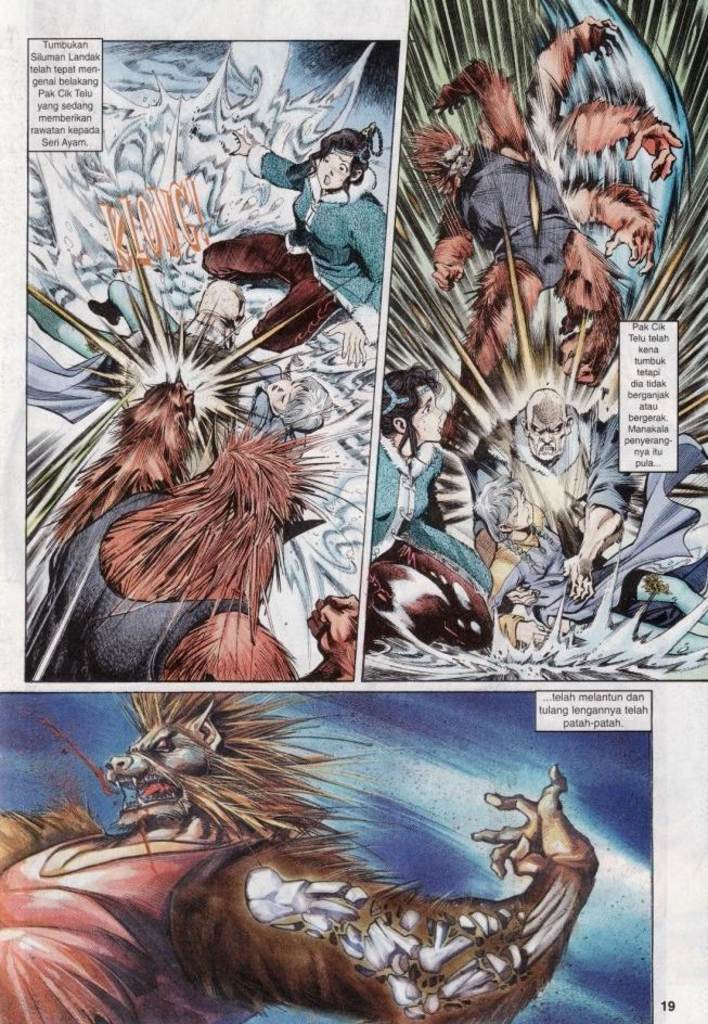 Tumbukan
Siluman Landak
telah tepat men-
genai belakang
Pak Cik Telu
yang sedang
memberikan
rawatan kepada
Seri Ayam.
KLONG!
Pak Cik
Telu telah
kena
tumbuk
tetapi
dia tidak
berganjak
atau
bergerak.
Manakala
penyerang-
nya itu
pula...
...telah melantun dan
tulang lengannya telah
patah-patah.
19